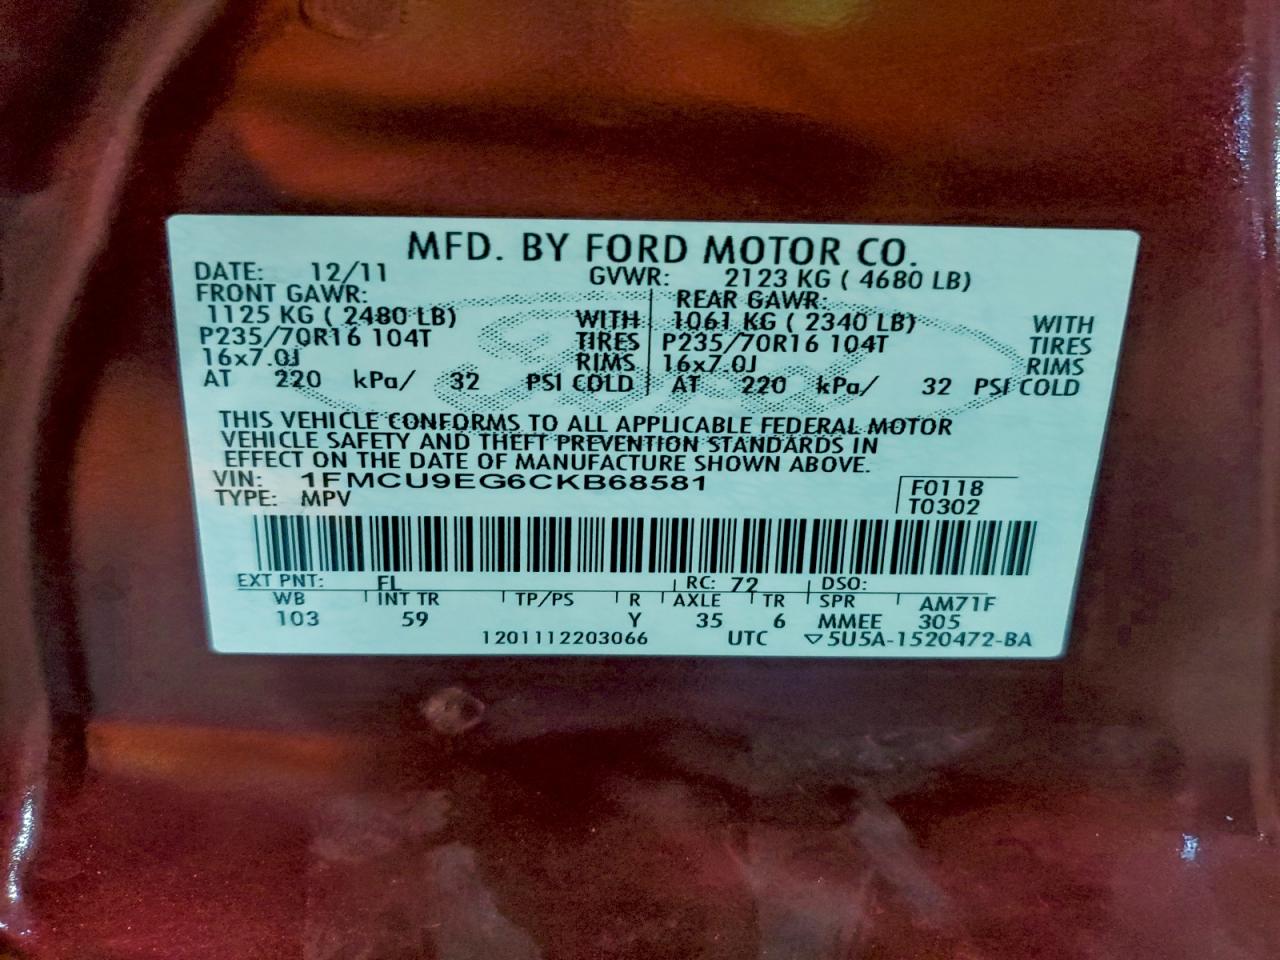 MFD. BY FORD MOTOR CO.
DATE: 12/11 GVWR: 2123 KG ( 4680 LB)
FRONT GAWR: REAR GAWR:
1125 KG ( 2480 LB) WITH 1061 KG ( 2340 LB) WITH
P235/70R16 104T TIRES P235/70R16 104T TIRES
16x7.0J RIMS 16x7.0J RIMS
AT 220 kPa/ 32 PSI COLD AT 220 kPa/ 32 PSI COLD
THIS VEHICLE CONFORMS TO ALL APPLICABLE FEDERAL MOTOR
VEHICLE SAFETY AND THEFT PREVENTION STANDARDS IN
EFFECT ON THE DATE OF MANUFACTURE SHOWN ABOVE.
VIN: 1FMCU9EG6CKB68581 F0118
TYPE: MPV T0302
EXT PNT: FL RC: 72 DSO:
WB INT TR TP/PS R AXLE TR SPR AM71F
103 59 Y 35 6 MMEE 305
1201112203066 UTC ▽5U5A-1520472-BA